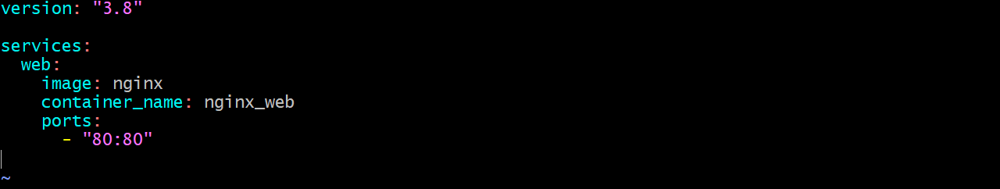 version: "3.8"

services:
  web:
    image: nginx
    container_name: nginx_web
    ports:
      - "80:80"

~